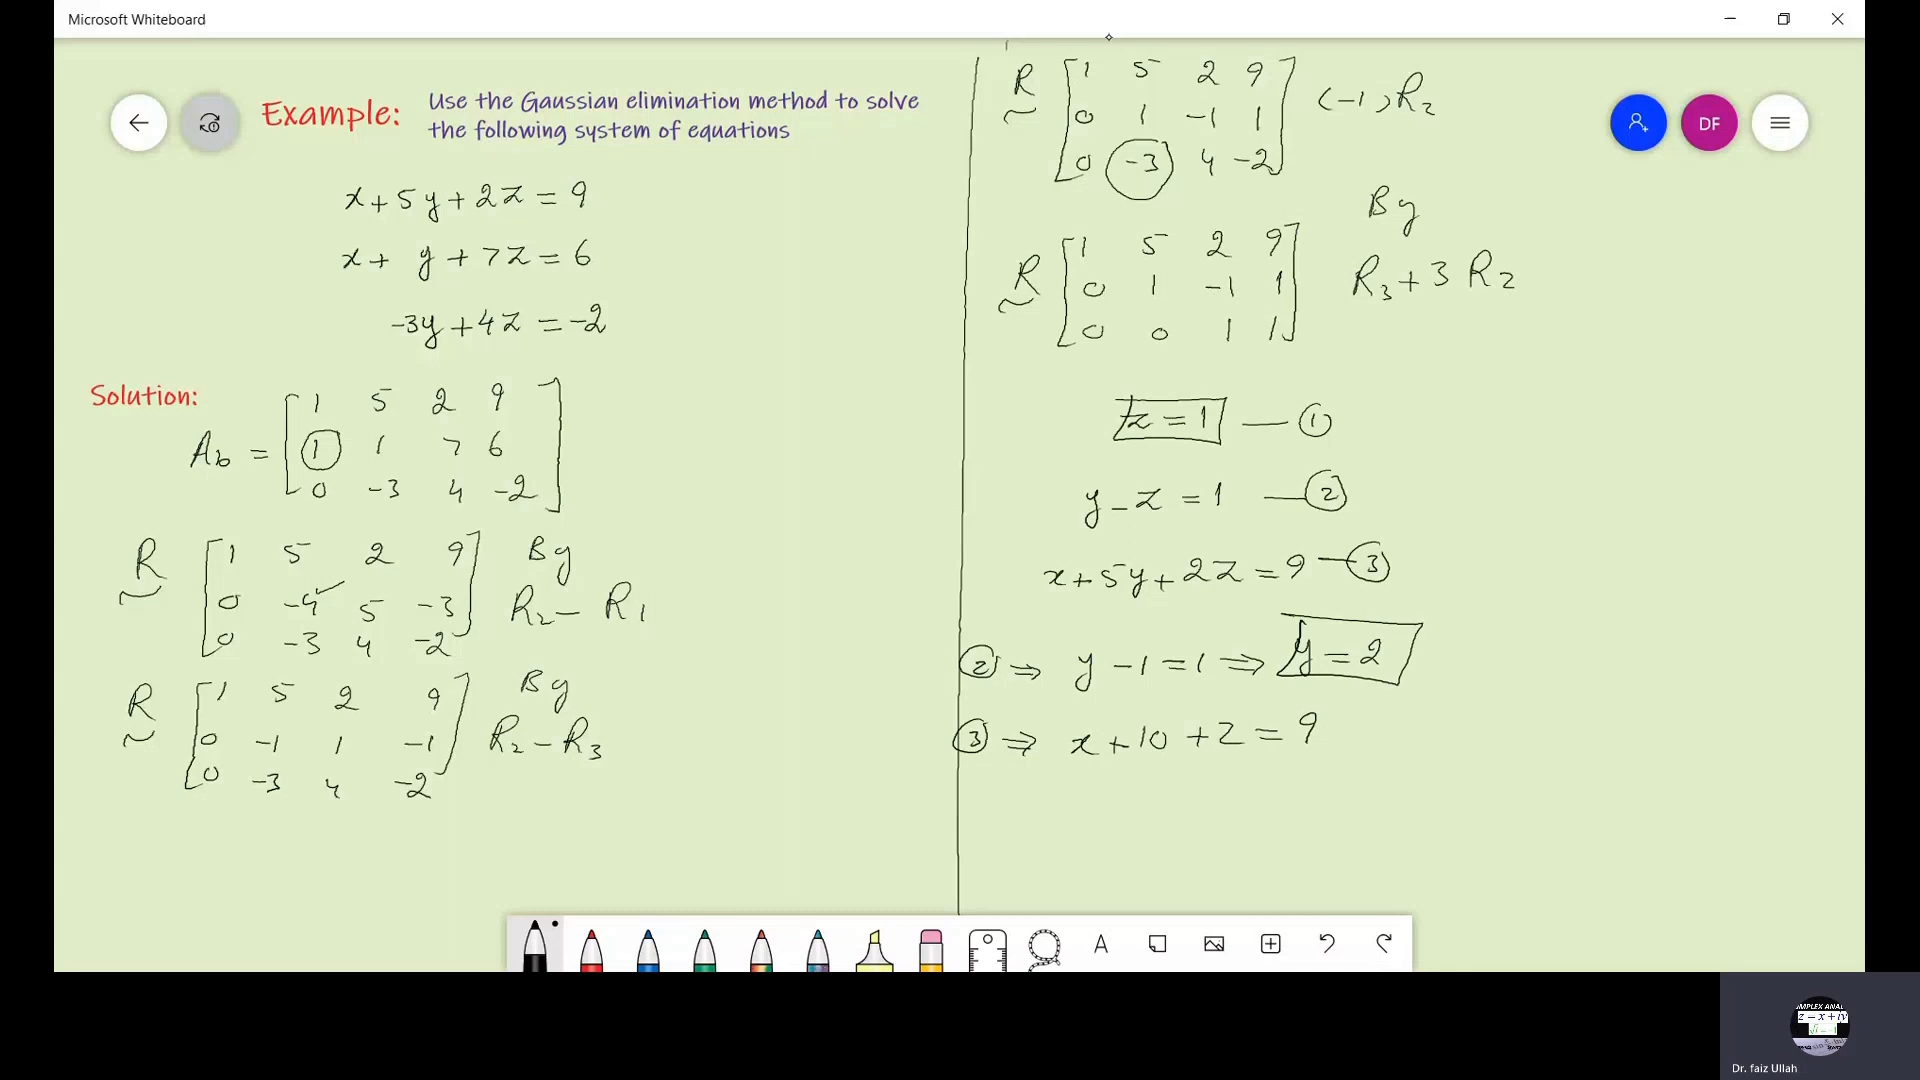 Microsoft Whiteboard
Example: Use the Gaussian elimination method to solve
the following system of equations
x + 5y + 2z = 9
x + y + 7z = 6
-3y + 4z = -2
Solution:
Ab = [ 1 5 2 9
1 1 7 6
0 -3 4 -2 ]
R ~ [ 1 5 2 9
0 -4 5 -3
0 -3 4 -2 ]
By
R2 - R1
R ~ [ 1 5 2 9
0 -1 1 -1
0 -3 4 -2 ]
By
R2 - R3
R ~ [ 1 5 2 9
0 1 -1 1
0 -3 4 -2 ]
(-1) R2
R ~ [ 1 5 2 9
0 1 -1 1
0 0 1 1 ]
By
R3 + 3 R2
z = 1 — ①
y - z = 1 — ②
x + 5y + 2z = 9 — ③
② ⇒ y - 1 = 1 ⇒ y = 2
③ ⇒ x + 10 + 2 = 9
DF
A
z = x + iy
Dr. faiz Ullah